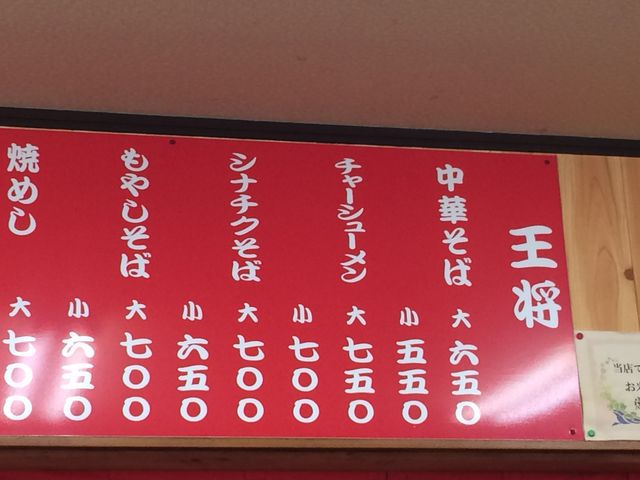 王将
中華そば 大 六五〇
小 五五〇
チャーシューメン 大 七五〇
小 七〇〇
シナチクそば 大 七〇〇
小 六五〇
もやしそば 大 七〇〇
小 六五〇
焼めし 大 七〇〇
当店で